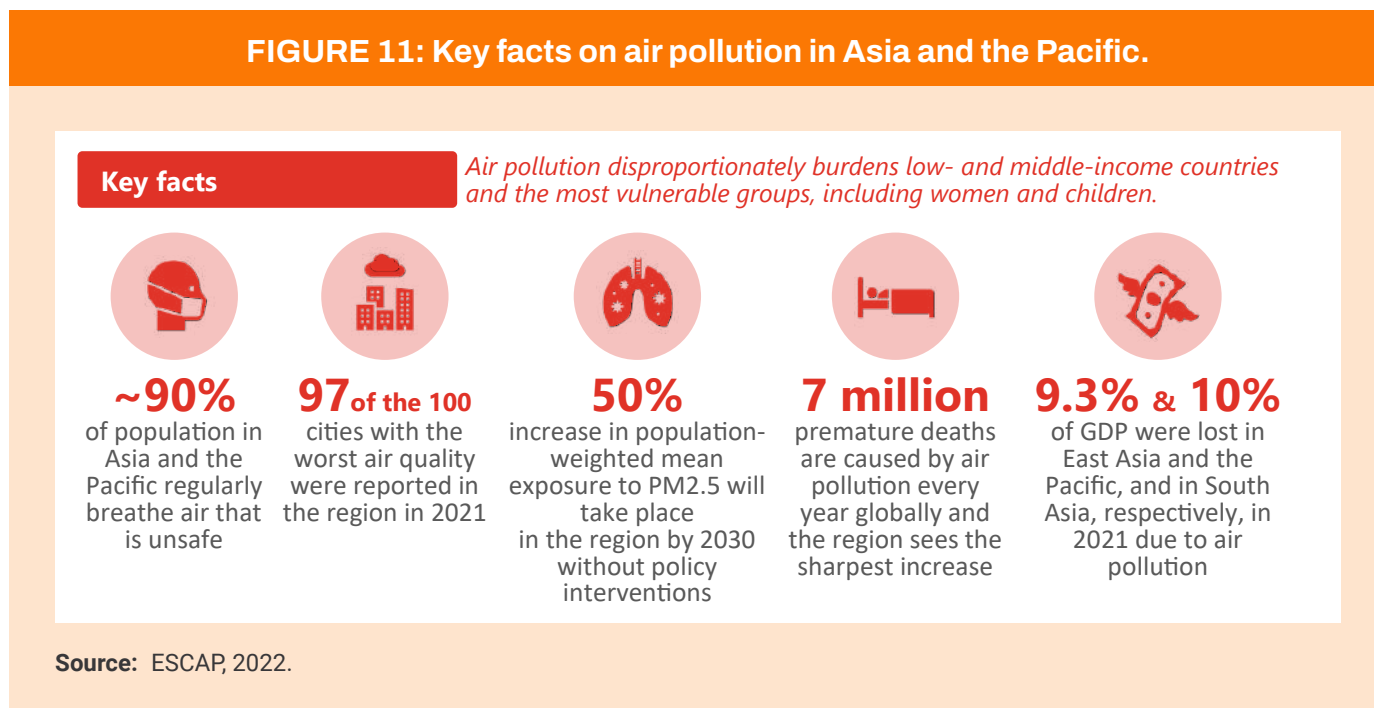 FIGURE 11: Key facts on air pollution in Asia and the Pacific.
Key facts
Air pollution disproportionately burdens low- and middle-income countries
and the most vulnerable groups, including women and children.
~90%
of population in
Asia and the
Pacific regularly
breathe air that
is unsafe
97 of the 100
cities with the
worst air quality
were reported in
the region in 2021
50%
increase in population-
weighted mean
exposure to PM2.5 will
take place
in the region by 2030
without policy
interventions
7 million
premature deaths
are caused by air
pollution every
year globally and
the region sees the
sharpest increase
9.3% & 10%
of GDP were lost in
East Asia and the
Pacific, and in South
Asia, respectively, in
2021 due to air
pollution
Source: ESCAP, 2022.